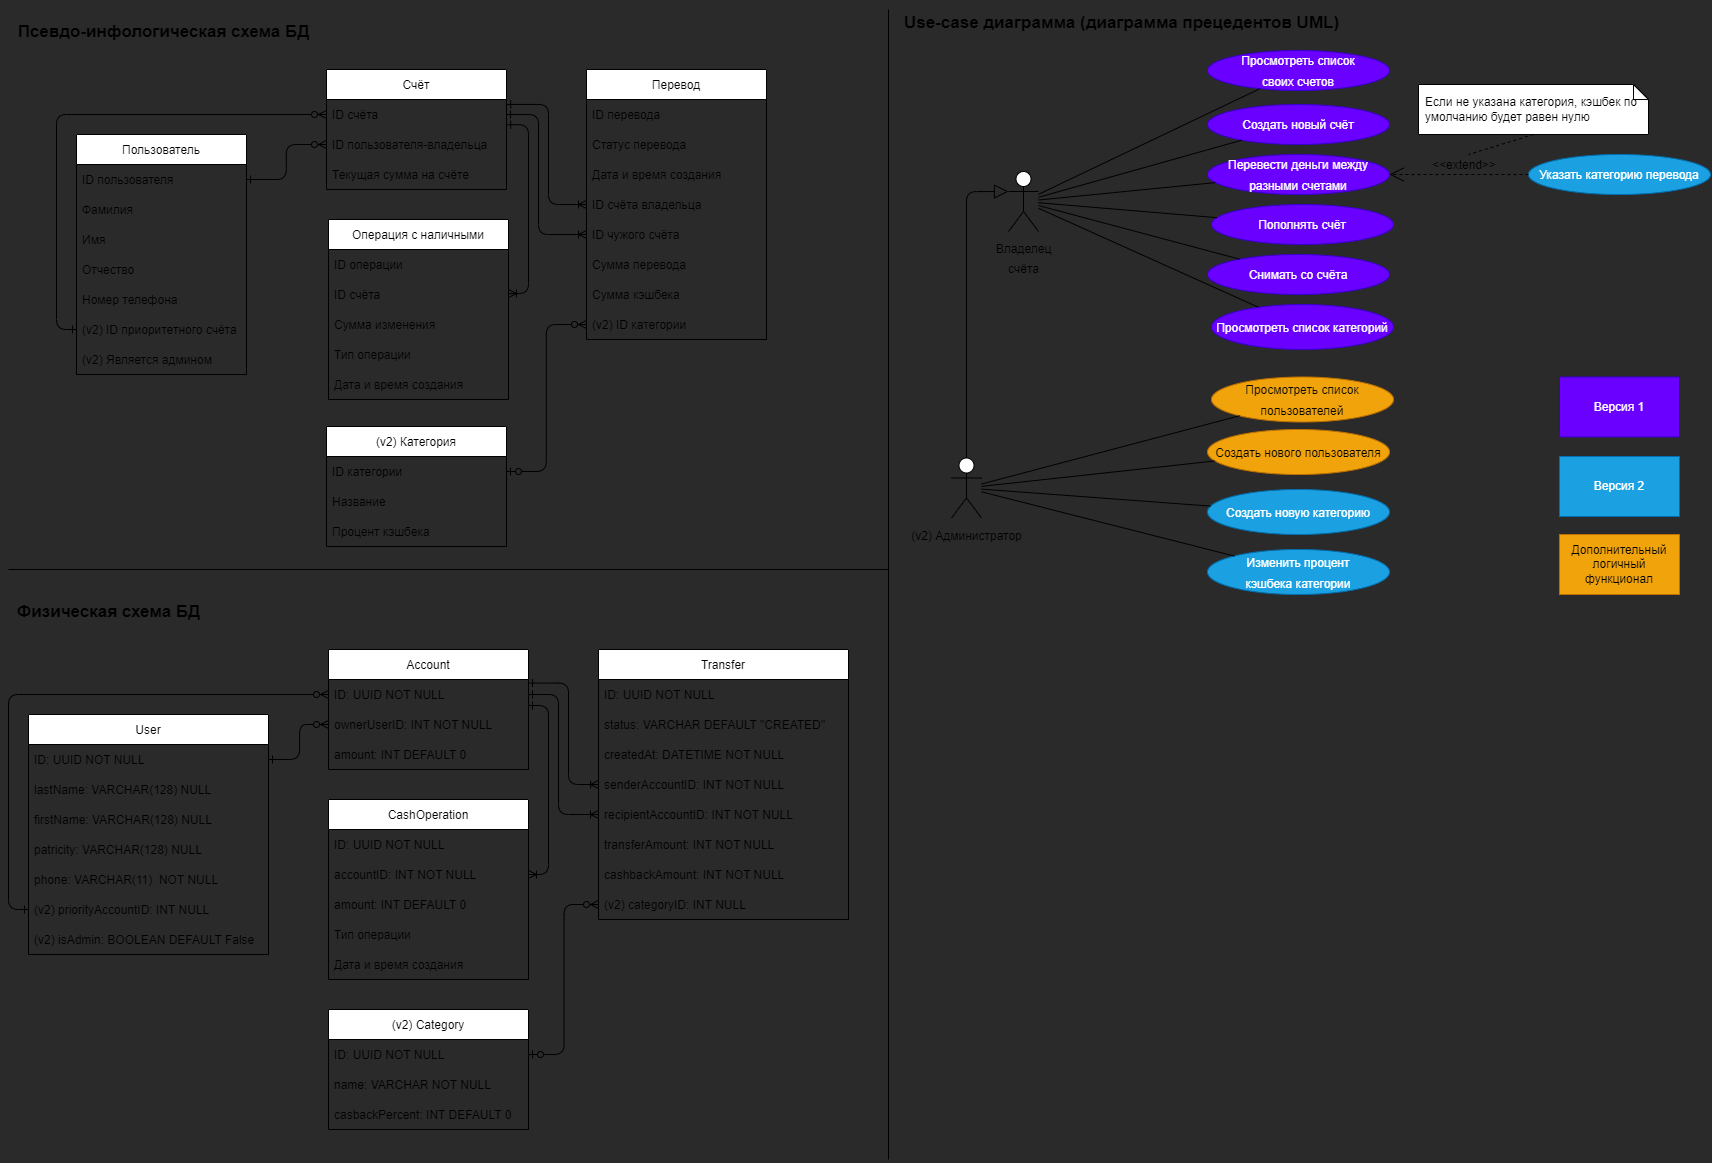 Псевдо-инфологическая схема БД
Счёт
ID счёта
ID пользователя-владельца
Текущая сумма на счёте
Перевод
ID перевода
Статус перевода
Дата и время создания
ID счёта владельца
ID чужого счёта
Сумма перевода
Сумма кэшбека
(v2) ID категории
Пользователь
ID пользователя
Фамилия
Имя
Отчество
Номер телефона
(v2) ID приоритетного счёта
(v2) Является админом
Операция с наличными
ID операции
ID счёта
Сумма изменения
Тип операции
Дата и время создания
(v2) Категория
ID категории
Название
Процент кэшбека
Физическая схема БД
Account
ID: UUID NOT NULL
ownerUserID: INT NOT NULL
amount: INT DEFAULT 0
Transfer
ID: UUID NOT NULL
status: VARCHAR DEFAULT "CREATED"
createdAt: DATETIME NOT NULL
senderAccountID: INT NOT NULL
recipientAccountID: INT NOT NULL
transferAmount: INT NOT NULL
cashbackAmount: INT NOT NULL
(v2) categoryID: INT NULL
User
ID: UUID NOT NULL
lastName: VARCHAR(128) NULL
firstName: VARCHAR(128) NULL
patricity: VARCHAR(128) NULL
phone: VARCHAR(11)  NOT NULL
(v2) priorityAccountID: INT NULL
(v2) isAdmin: BOOLEAN DEFAULT False
CashOperation
ID: UUID NOT NULL
accountID: INT NOT NULL
amount: INT DEFAULT 0
Тип операции
Дата и время создания
(v2) Category
ID: UUID NOT NULL
name: VARCHAR NOT NULL
casbackPercent: INT DEFAULT 0
Use-case диаграмма (диаграмма прецедентов UML)
Просмотреть список
своих счетов
Создать новый счёт
Перевести деньги между
разными счетами
Пополнять счёт
Снимать со счёта
Просмотреть список категорий
Если не указана категория, кэшбек по
умолчанию будет равен нулю
<<extend>>
Указать категорию перевода
Владелец
счёта
Просмотреть список
пользователей
Создать нового пользователя
Создать новую категорию
Изменить процент
кэшбека категории
(v2) Администратор
Версия 1
Версия 2
Дополнительный
логичный
функционал